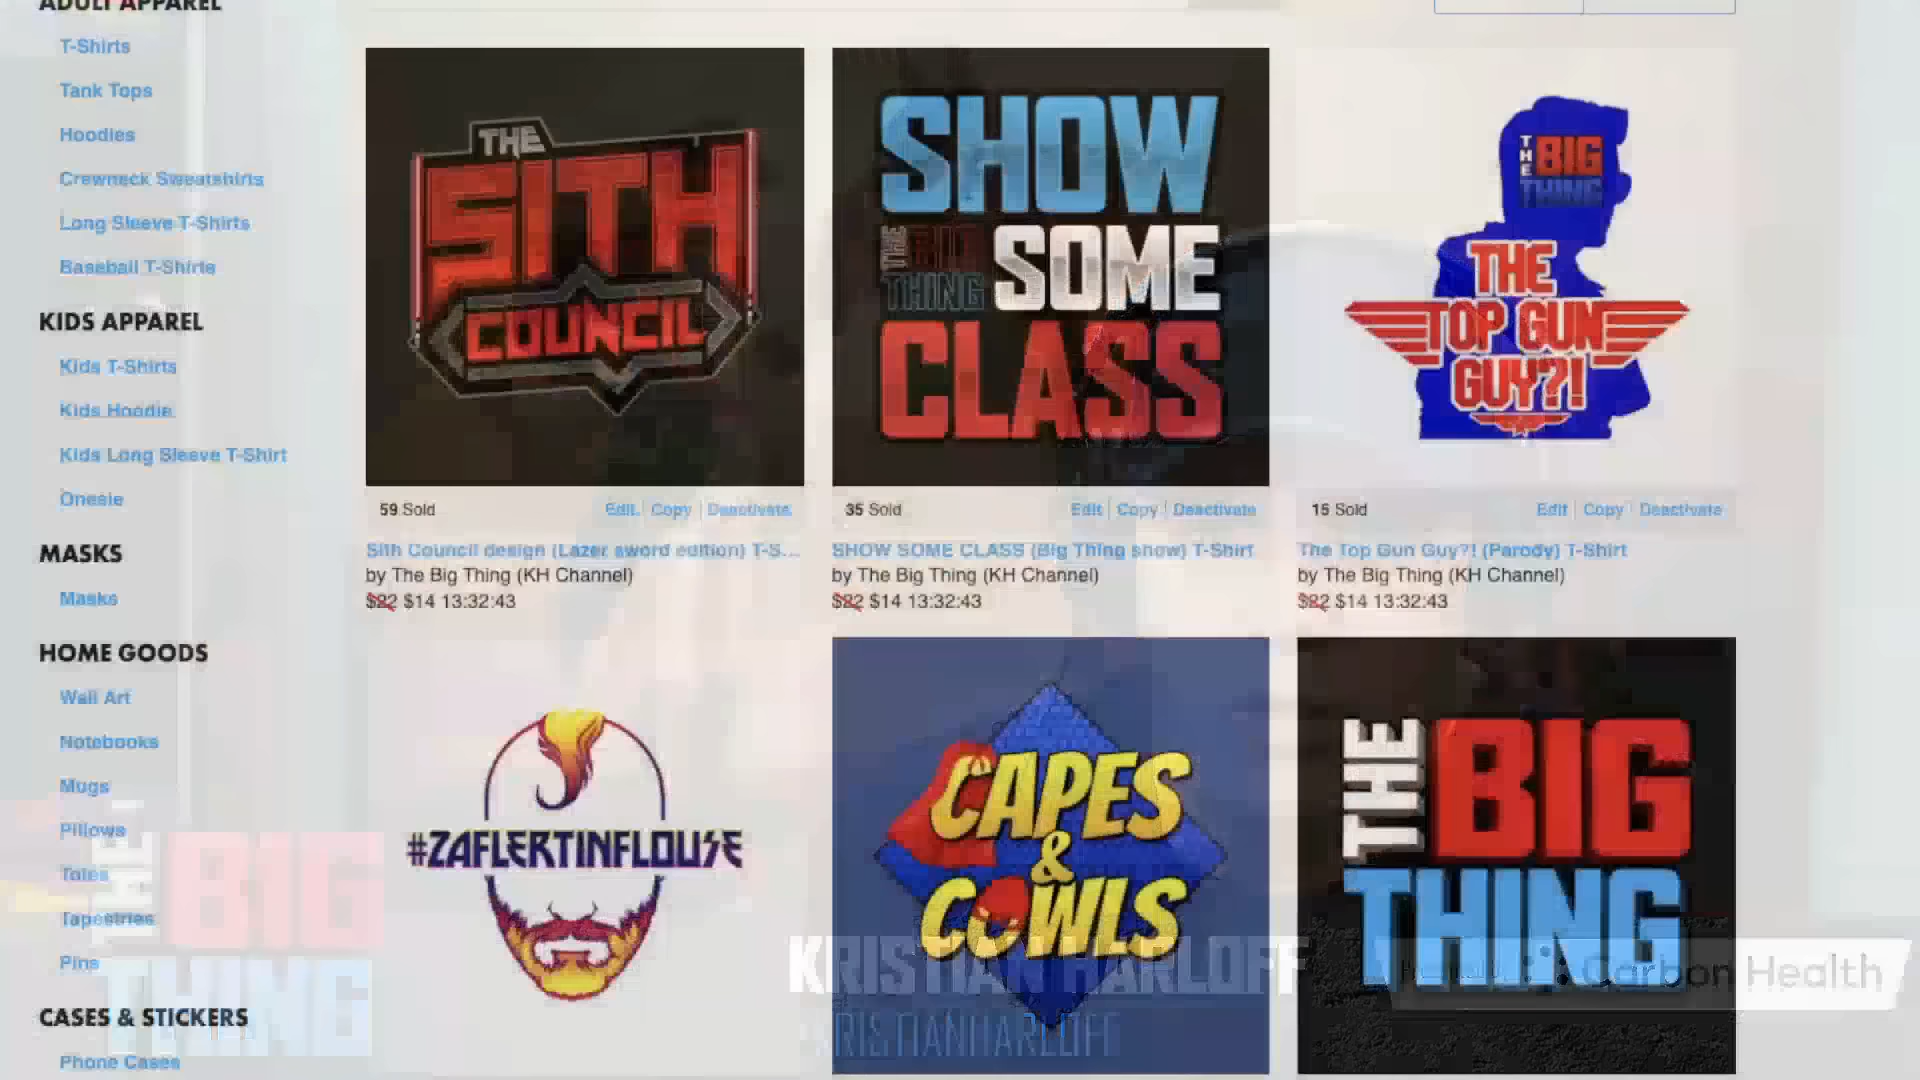 ADULT APPAREL
T-Shirts
Tank Tops
Hoodies
Crewneck Sweatshirts
Long Sleeve T-Shirts
Baseball T-Shirts
KIDS APPAREL
Kids T-Shirts
Kids Hoodie
Kids Long Sleeve T-Shirt
Onesie
MASKS
Masks
HOME GOODS
Wall Art
Notebooks
Mugs
Pillows
Totes
Tapestries
Pins
CASES & STICKERS
Phone Cases
THE
SITH
COUNCIL
59 Sold
Edit | Copy | Deactivate
Sith Council design (Lazer sword edition) T-S...
by The Big Thing (KH Channel)
$22 $14 13:32:43
SHOW
THE BIG THING
SOME
CLASS
35 Sold
Edit | Copy | Deactivate
SHOW SOME CLASS (Big Thing show) T-Shirt
by The Big Thing (KH Channel)
$22 $14 13:32:43
THE BIG
THING
THE
TOP GUN
GUY?!
15 Sold
Edit | Copy | Deactivate
The Top Gun Guy?! (Parody) T-Shirt
by The Big Thing (KH Channel)
$22 $14 13:32:43
#ZAFLERTINFLOUSE
CAPES
&
COWLS
THE BIG
THING
THE BIG
THING
KRISTIAN HARLOFF
KRISTIANHARLOFF
Carbon Health